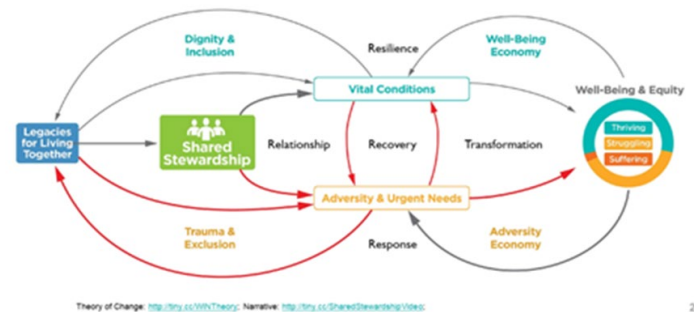 Dignity &
Inclusion
Resilience
Well-Being
Economy
Vital Conditions
Well-Being & Equity
Legacies
for Living
Together
Shared
Stewardship
Relationship
Recovery
Transformation
Thriving
Struggling
Suffering
Adversity & Urgent Needs
Trauma &
Exclusion
Response
Adversity
Economy
Theory of Change: http://tiny.cc/WINTheory; Narrative: http://tiny.cc/SharedStewardshipVideo;
2